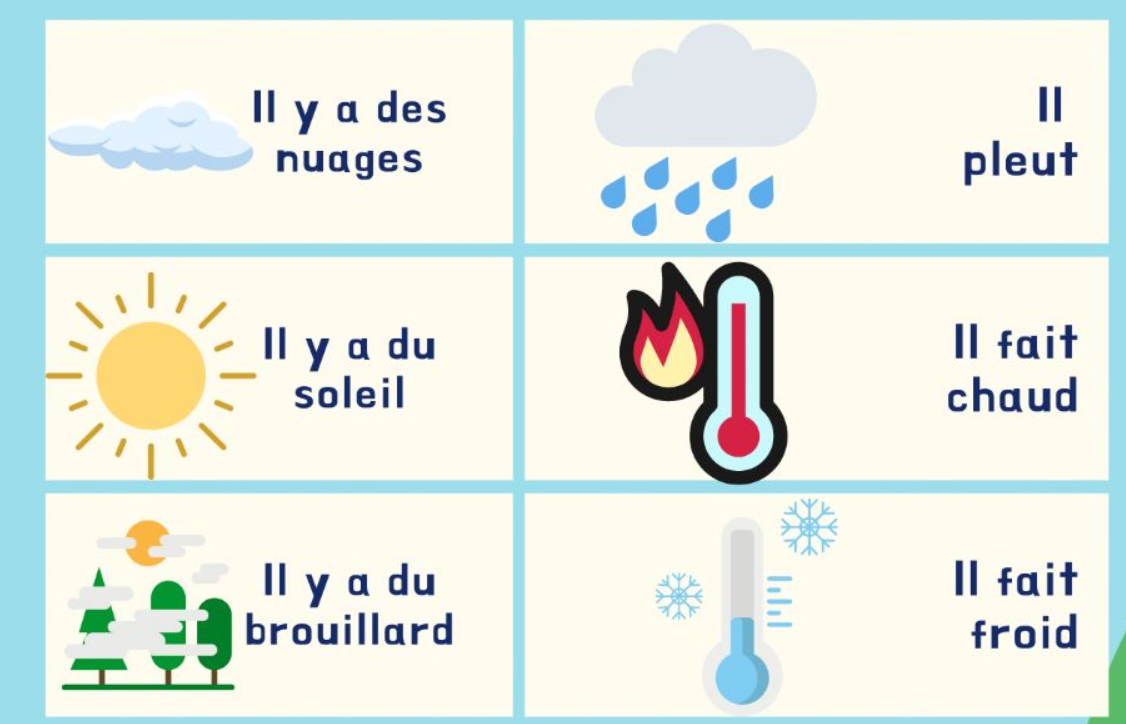 Il y a des
nuages
Il
pleut
Il y a du
soleil
Il fait
chaud
Il y a du
brouillard
Il fait
froid